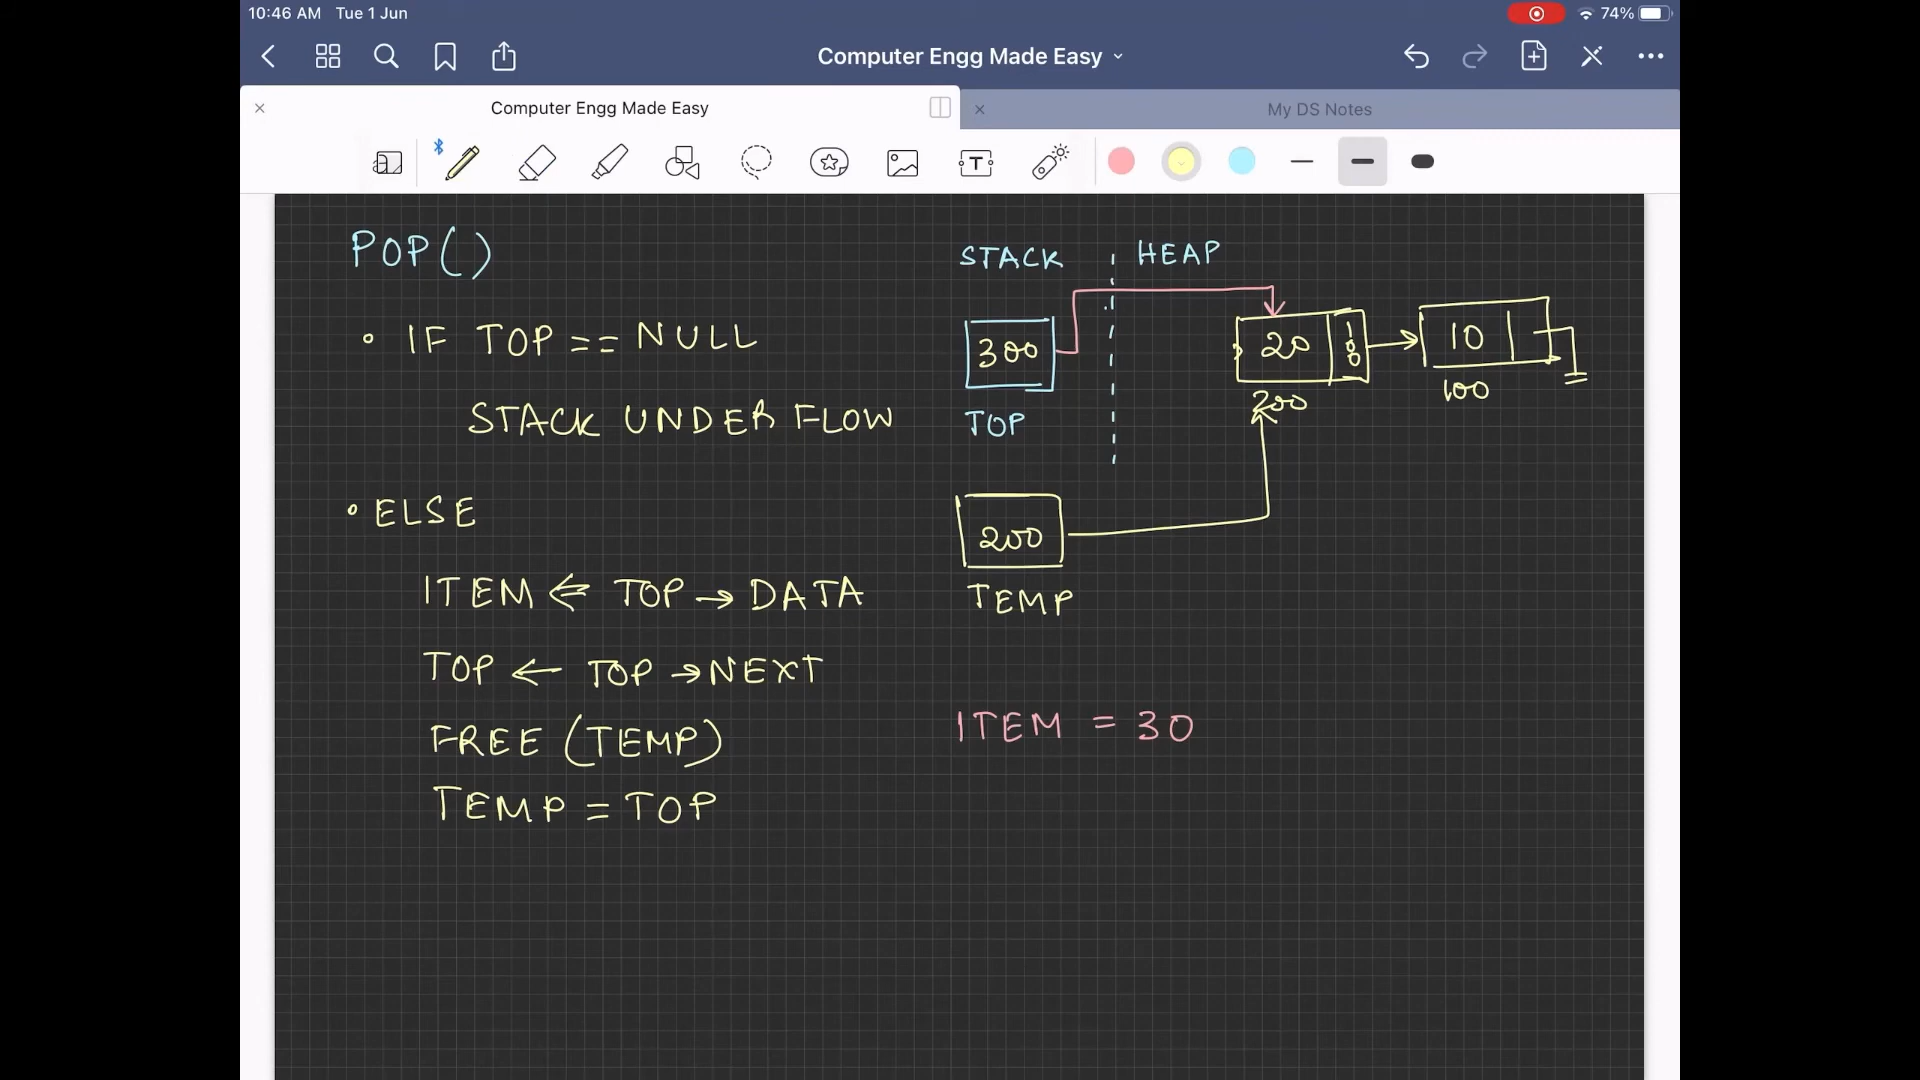 10:46 AM Tue 1 Jun
74%
Computer Engg Made Easy
Computer Engg Made Easy
My DS Notes
T
POP()
• IF TOP == NULL
STACK UNDERFLOW
• ELSE
ITEM ⇐ TOP → DATA
TOP ← TOP → NEXT
FREE (TEMP)
TEMP = TOP
STACK HEAP
300
TOP
20 100
200
10
100
200
TEMP
ITEM = 30